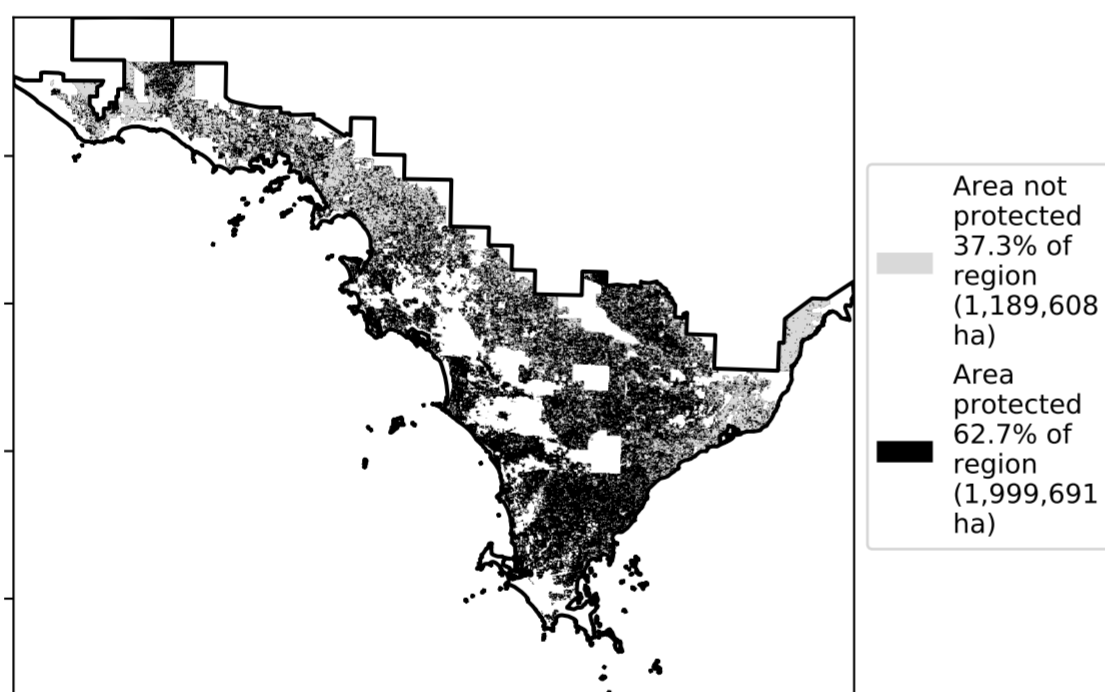 Area not
protected
37.3% of
region
(1,189,608
ha)
Area
protected
62.7% of
region
(1,999,691
ha)